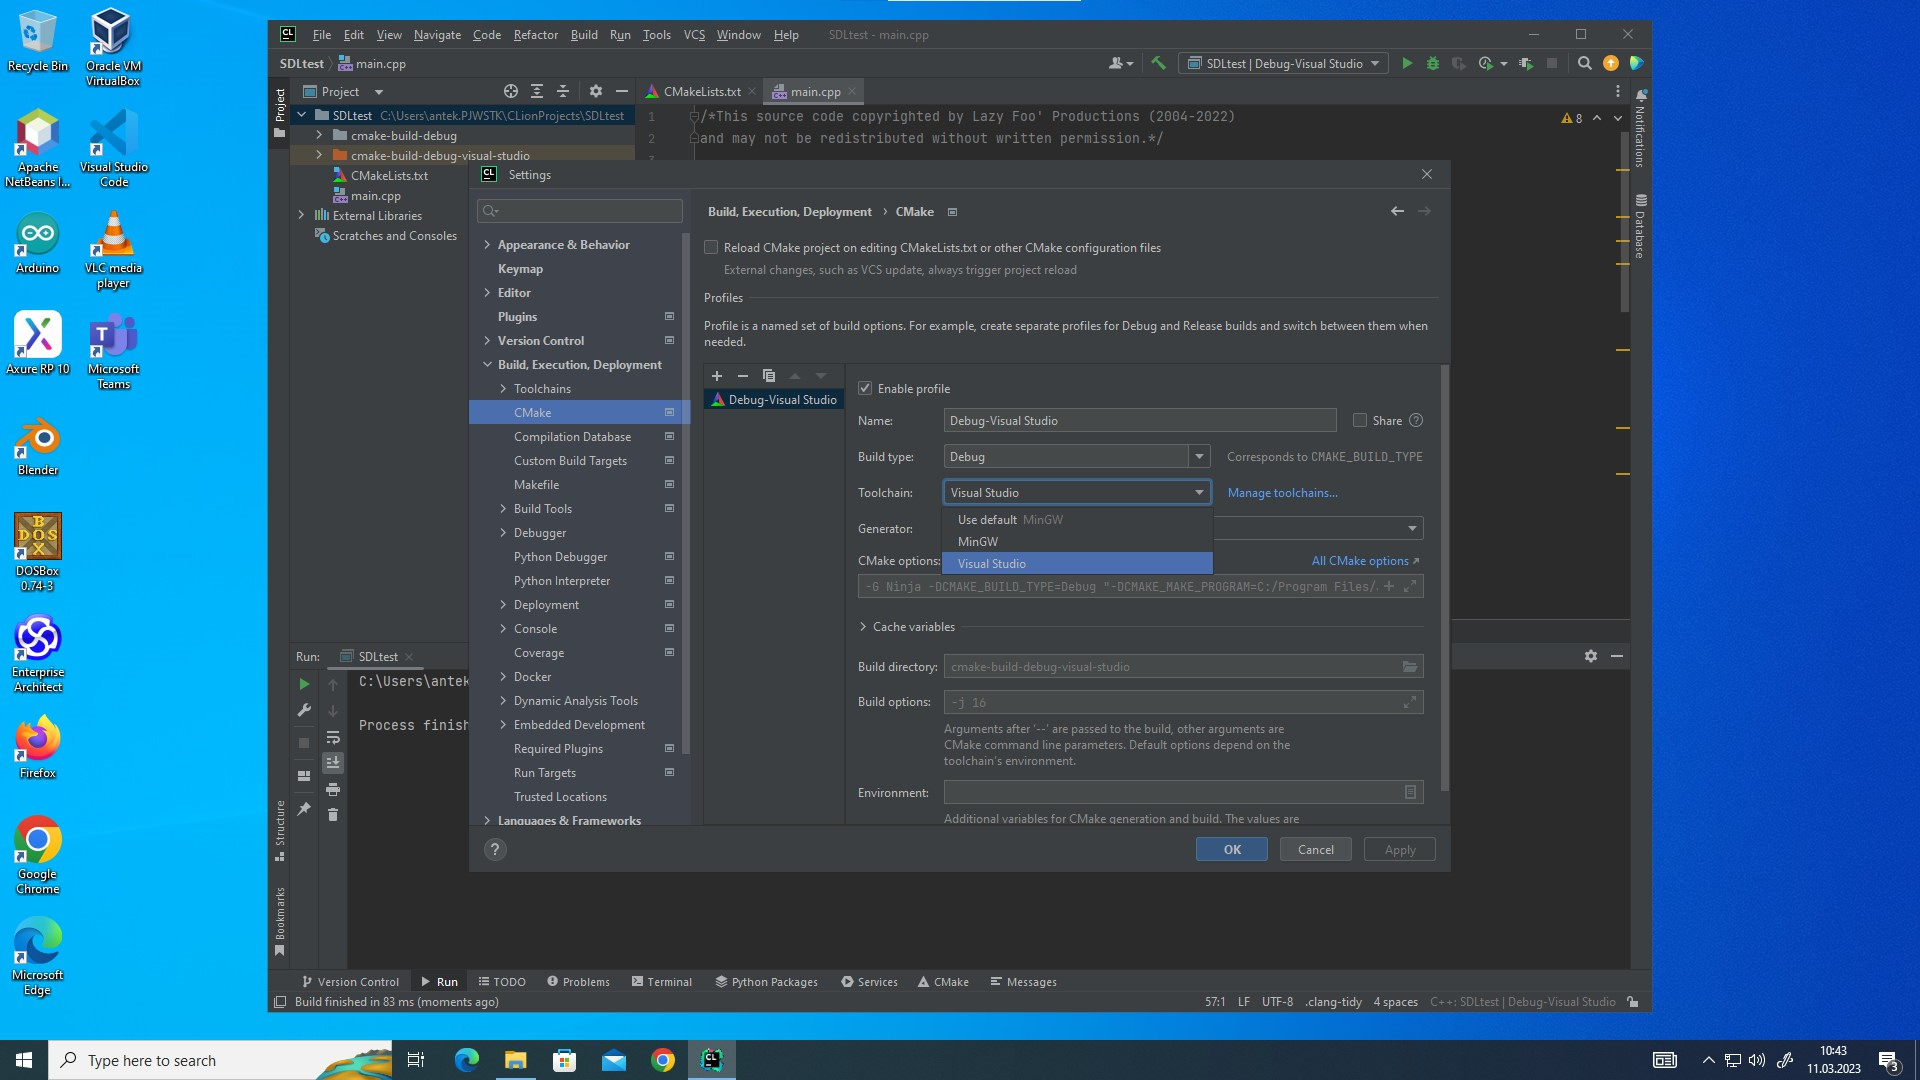 Recycle Bin
Oracle VM
VirtualBox
Apache
NetBeans I...
Visual Studio
Code
Arduino
VLC media
player
Axure RP 10
Microsoft
Teams
Blender
DOSBox
0.74-3
Enterprise
Architect
Firefox
Google
Chrome
Microsoft
Edge
File Edit View Navigate Code Refactor Build Run Tools VCS Window Help SDLtest - main.cpp
SDLtest main.cpp
SDLtest | Debug-Visual Studio
Project
Project
CMakeLists.txt
main.cpp
SDLtest C:\Users\antek.PJWSTK\CLionProjects\SDLtest
cmake-build-debug
cmake-build-debug-visual-studio
CMakeLists.txt
main.cpp
External Libraries
Scratches and Consoles
1 /*This source code copyrighted by Lazy Foo' Productions (2004-2022)
2 and may not be redistributed without written permission.*/
8
Notifications
Database
Settings
Appearance & Behavior
Keymap
Editor
Plugins
Version Control
Build, Execution, Deployment
Toolchains
CMake
Compilation Database
Custom Build Targets
Makefile
Build Tools
Debugger
Python Debugger
Python Interpreter
Deployment
Console
Coverage
Docker
Dynamic Analysis Tools
Embedded Development
Required Plugins
Run Targets
Trusted Locations
Languages & Frameworks
Build, Execution, Deployment › CMake
Reload CMake project on editing CMakeLists.txt or other CMake configuration files
External changes, such as VCS update, always trigger project reload
Profiles
Profile is a named set of build options. For example, create separate profiles for Debug and Release builds and switch between them when
needed.
Debug-Visual Studio
Enable profile
Name: Debug-Visual Studio Share ?
Build type: Debug Corresponds to CMAKE_BUILD_TYPE
Toolchain: Visual Studio Manage toolchains...
Use default MinGW
MinGW
Visual Studio
Generator:
CMake options: All CMake options ↗
-G Ninja -DCMAKE_BUILD_TYPE=Debug "-DCMAKE_MAKE_PROGRAM=C:/Program Files/
Cache variables
Build directory: cmake-build-debug-visual-studio
Build options: -j 16
Arguments after '--' are passed to the build, other arguments are
CMake command line parameters. Default options depend on the
toolchain's environment.
Environment:
Additional variables for CMake generation and build. The values are
? OK Cancel Apply
Run: SDLtest
C:\Users\antek
Process finish
Structure
Bookmarks
Version Control Run TODO Problems Terminal Python Packages Services CMake Messages
Build finished in 83 ms (moments ago)
57:1 LF UTF-8 .clang-tidy 4 spaces C++: SDLtest | Debug-Visual Studio
Type here to search
10:43
11.03.2023
3